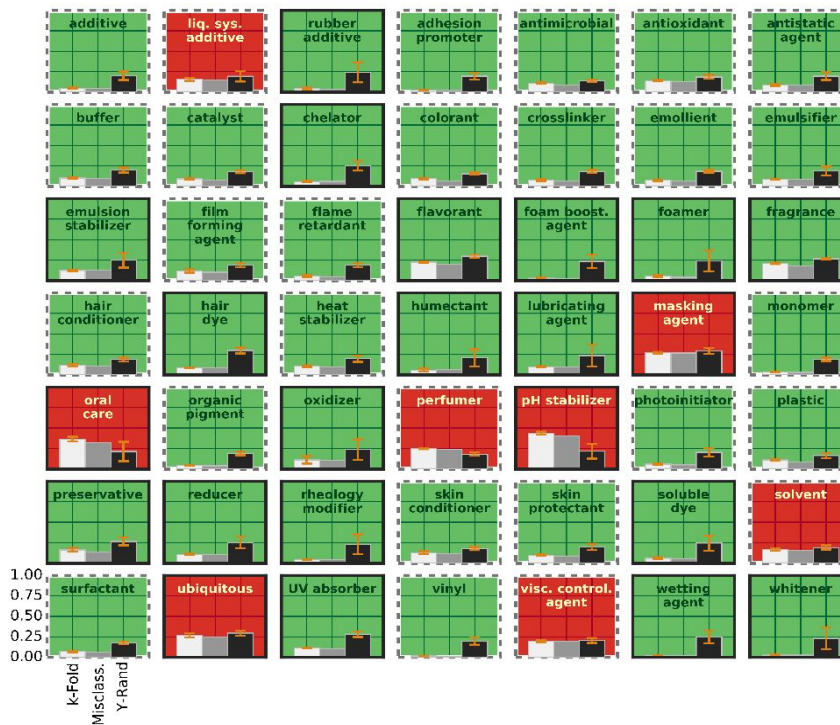 additive
liq. sys.
additive
rubber
additive
adhesion
promoter
antimicrobial
antioxidant
antistatic
agent
buffer
catalyst
chelator
colorant
crosslinker
emollient
emulsifier
emulsion
stabilizer
film
forming
agent
flame
retardant
flavorant
foam boost.
agent
foamer
fragrance
hair
conditioner
hair
dye
heat
stabilizer
humectant
lubricating
agent
masking
agent
monomer
oral
care
organic
pigment
oxidizer
perfumer
pH stabilizer
photoinitiator
plastic
preservative
reducer
rheology
modifier
skin
conditioner
skin
protectant
soluble
dye
solvent
surfactant
ubiquitous
UV absorber
vinyl
visc. control.
agent
wetting
agent
whitener
1.00
0.75
0.50
0.25
0.00
k-Fold
Misclass.
Y-Rand